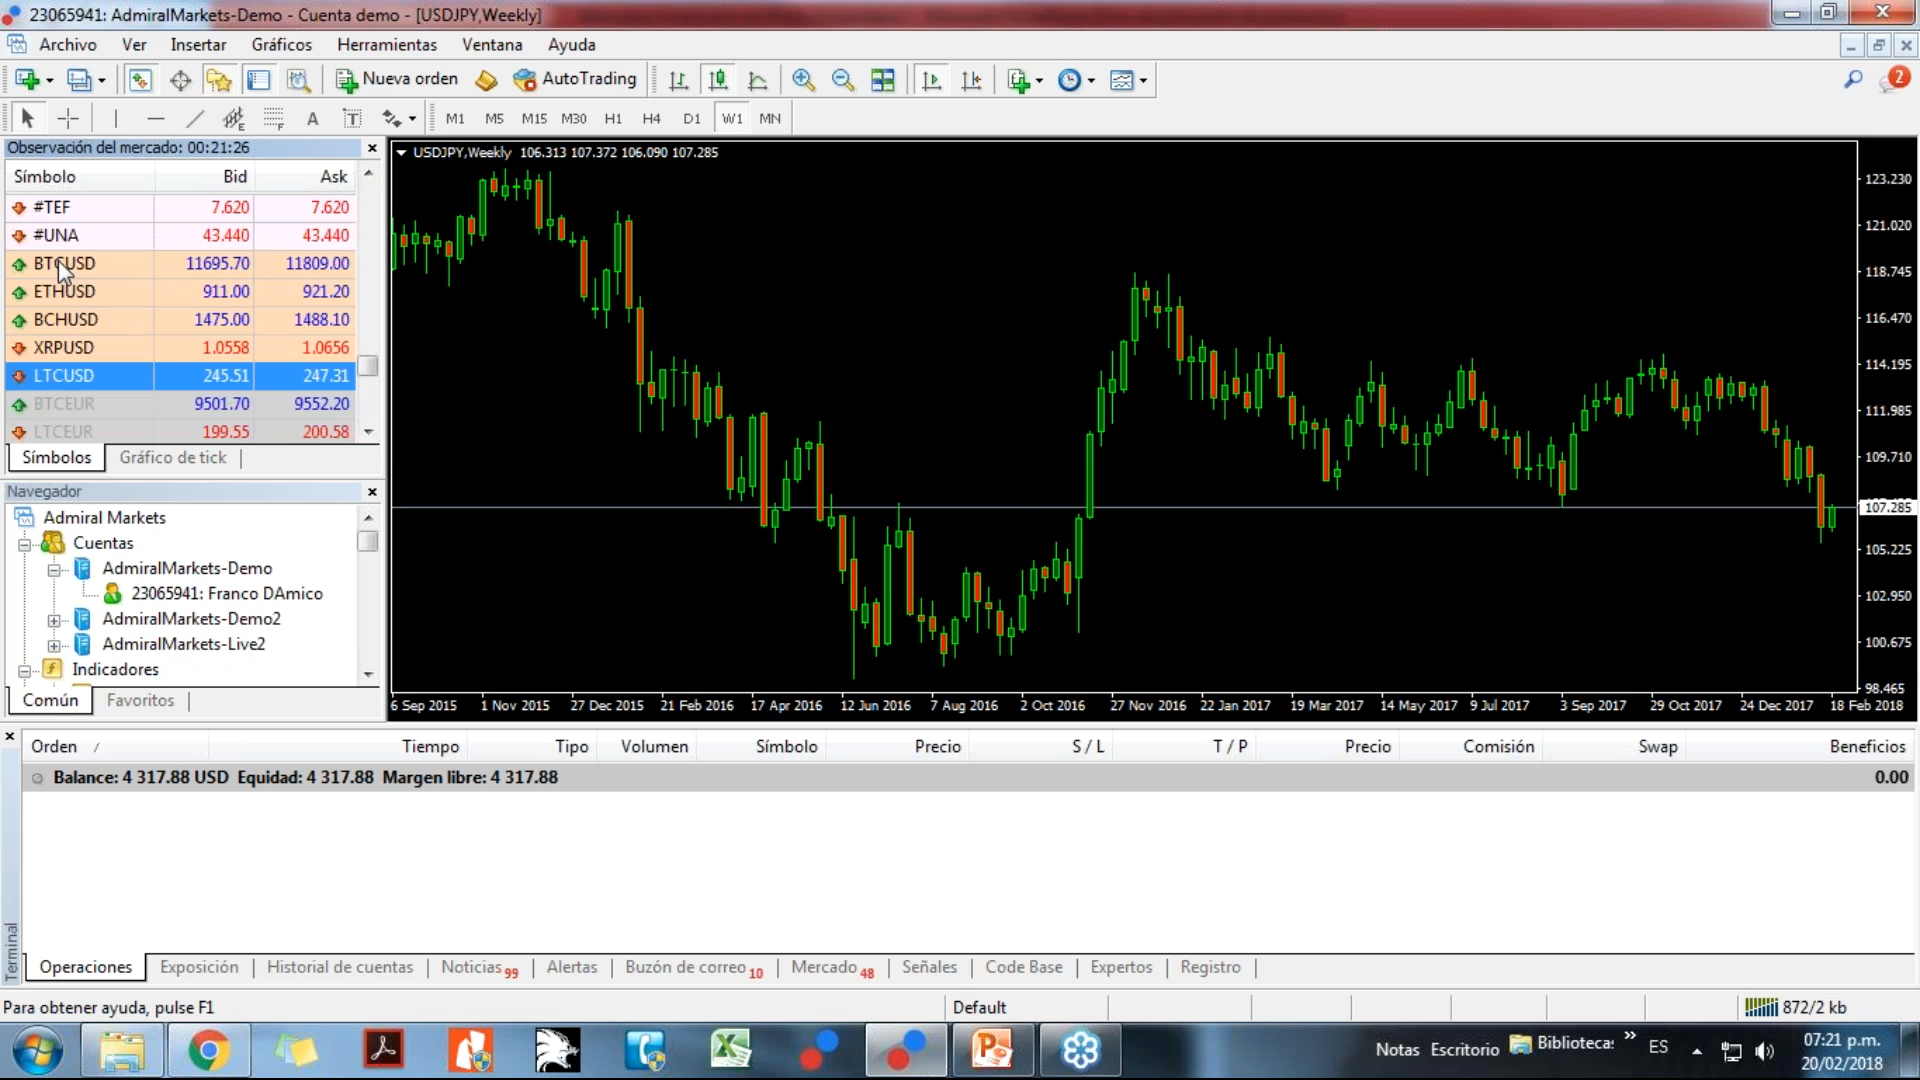 23065941: AdmiralMarkets-Demo - Cuenta demo - [USDJPY,Weekly]
Archivo Ver Insertar Gráficos Herramientas Ventana Ayuda
Nueva orden AutoTrading 2
A T M1 M5 M15 M30 H1 H4 D1 W1 MN
Observación del mercado: 00:21:26
Símbolo Bid Ask
#TEF 7.620 7.620
#UNA 43.440 43.440
BTCUSD 11695.70 11809.00
ETHUSD 911.00 921.20
BCHUSD 1475.00 1488.10
XRPUSD 1.0558 1.0656
LTCUSD 245.51 247.31
BTCEUR 9501.70 9552.20
LTCEUR 199.55 200.58
Símbolos Gráfico de tick
Navegador
Admiral Markets
Cuentas
AdmiralMarkets-Demo
23065941: Franco DAmico
AdmiralMarkets-Demo2
AdmiralMarkets-Live2
Indicadores
Común Favoritos
USDJPY,Weekly 106.313 107.372 106.090 107.285
123.230
121.020
118.745
116.470
114.195
111.985
109.710
107.285
105.225
102.950
100.675
98.465
6 Sep 2015 1 Nov 2015 27 Dec 2015 21 Feb 2016 17 Apr 2016 12 Jun 2016 7 Aug 2016 2 Oct 2016 27 Nov 2016 22 Jan 2017 19 Mar 2017 14 May 2017 9 Jul 2017 3 Sep 2017 29 Oct 2017 24 Dec 2017 18 Feb 2018
Orden / Tiempo Tipo Volumen Símbolo Precio S / L T / P Precio Comisión Swap Beneficios
Balance: 4 317.88 USD Equidad: 4 317.88 Margen libre: 4 317.88 0.00
Terminal
Operaciones Exposición Historial de cuentas Noticias 99 Alertas Buzón de correo 10 Mercado 48 Señales Code Base Expertos Registro
Para obtener ayuda, pulse F1 Default 872/2 kb
Notas Escritorio Bibliotecas ES 07:21 p.m.
20/02/2018